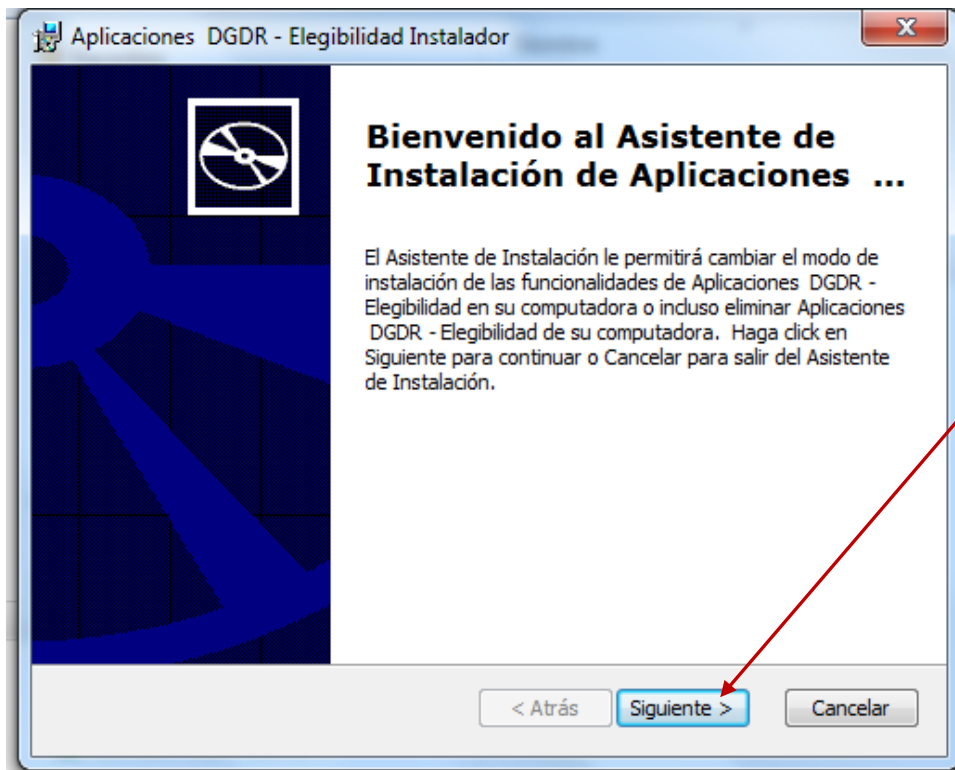 Aplicaciones  DGDR - Elegibilidad Instalador
Bienvenido al Asistente de
Instalación de Aplicaciones  ...
El Asistente de Instalación le permitirá cambiar el modo de
instalación de las funcionalidades de Aplicaciones  DGDR -
Elegibilidad en su computadora o incluso eliminar Aplicaciones
DGDR - Elegibilidad de su computadora.  Haga click en
Siguiente para continuar o Cancelar para salir del Asistente
de Instalación.
< Atrás Siguiente > Cancelar